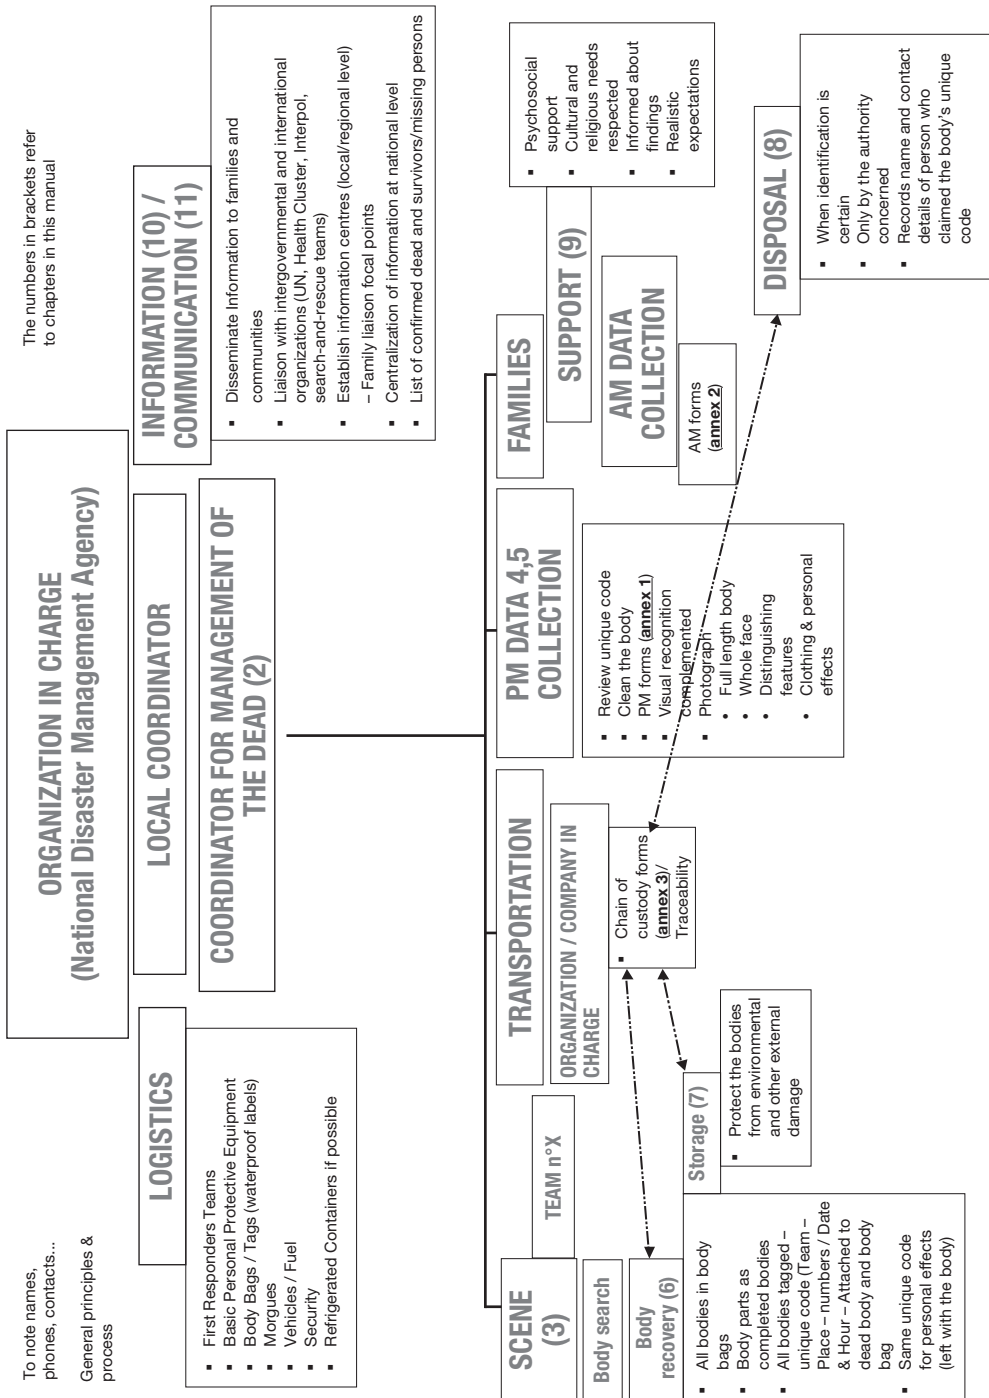 To note names,
phones, contacts...
General principles &
process
ORGANIZATION IN CHARGE
(National Disaster Management Agency)
The numbers in brackets refer
to chapters in this manual
LOGISTICS
▪ First Responders Teams
▪ Basic Personal Protective Equipment
▪ Body Bags / Tags (waterproof labels)
▪ Morgues
▪ Vehicles / Fuel
▪ Security
▪ Refrigerated Containers if possible
LOCAL COORDINATOR
COORDINATOR FOR MANAGEMENT OF
THE DEAD (2)
INFORMATION (10) /
COMMUNICATION (11)
▪ Disseminate Information to families and
communities
▪ Liaison with intergovernmental and international
organizations (UN, Health Cluster, Interpol,
search-and-rescue teams)
▪ Establish information centres (local/regional level)
– Family liaison focal points
▪ Centralization of information at national level
▪ List of confirmed dead and survivors/missing persons
SCENE
(3)
TEAM n°X
Body search
Body
recovery (6)
▪ All bodies in body
bags
▪ Body parts as
completed bodies
▪ All bodies tagged –
unique code (Team –
Place – numbers / Date
& Hour – Attached to
dead body and body
bag
▪ Same unique code
for personal effects
(left with the body)
Storage (7)
▪ Protect the bodies
from environmental
and other external
damage
TRANSPORTATION
ORGANIZATION / COMPANY IN
CHARGE
▪ Chain of
custody forms
(annex 3)/
Traceability
PM DATA 4,5
COLLECTION
▪ Review unique code
▪ Clean the body
▪ PM forms (annex 1)
▪ Visual recognition
complemented
▪ Photograph
• Full length body
• Whole face
• Distinguishing
features
• Clothing & personal
effects
FAMILIES
SUPPORT (9)
▪ Psychosocial
support
▪ Cultural and
religious needs
respected
▪ Informed about
findings
▪ Realistic
expectations
AM DATA
COLLECTION
AM forms
(annex 2)
DISPOSAL (8)
▪ When identification is
certain
▪ Only by the authority
concerned
▪ Records name and contact
details of person who
claimed the body's unique
code